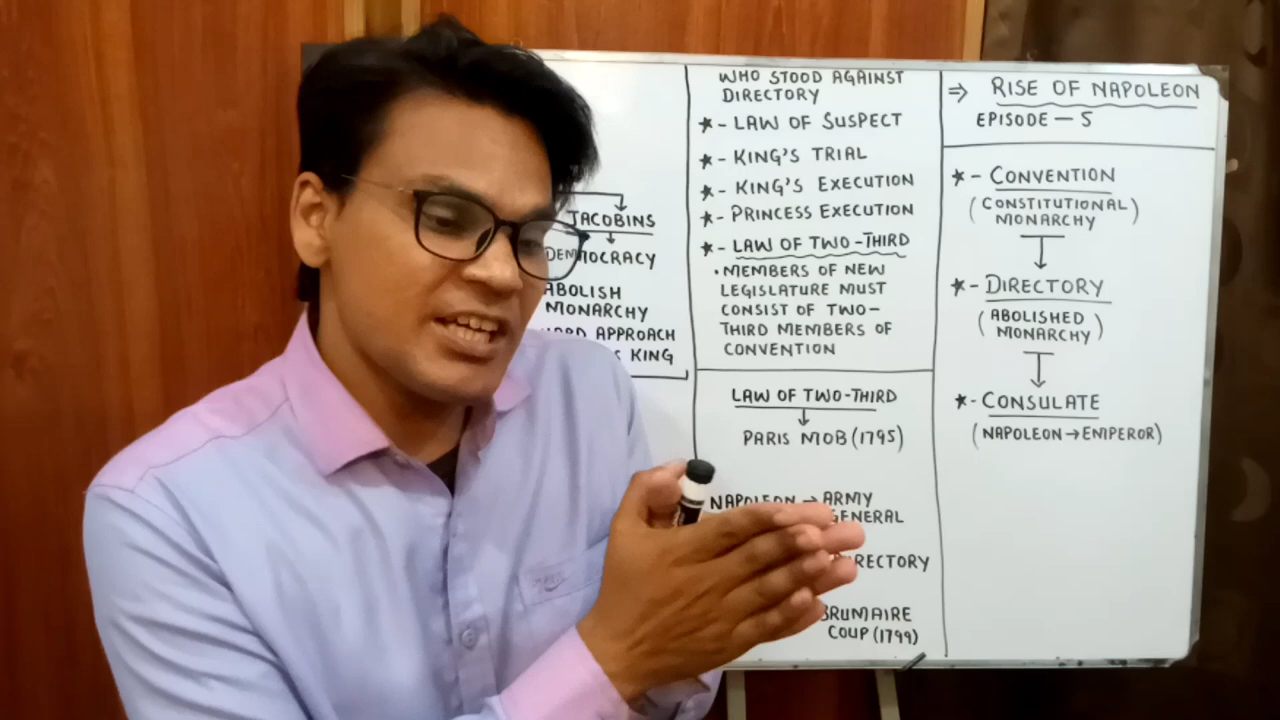 JACOBINS
DEMOCRACY
ABOLISH
MONARCHY
APPROACH
KING
WHO STOOD AGAINST
DIRECTORY
★ - LAW OF SUSPECT
★ - KING'S TRIAL
★ - KING'S EXECUTION
★ - PRINCESS EXECUTION
★ - LAW OF TWO-THIRD
• MEMBERS OF NEW
LEGISLATURE MUST
CONSIST OF TWO-
THIRD MEMBERS OF
CONVENTION
LAW OF TWO-THIRD
↓
PARIS MOB (1795)
NAPOLEON → ARMY
GENERAL
DIRECTORY
BRUMAIRE
COUP (1799)
⇒ RISE OF NAPOLEON
EPISODE - 5
★ - CONVENTION
(CONSTITUTIONAL
MONARCHY)
↓
★ - DIRECTORY
(ABOLISHED
MONARCHY)
↓
★ - CONSULATE
(NAPOLEON → EMPEROR)